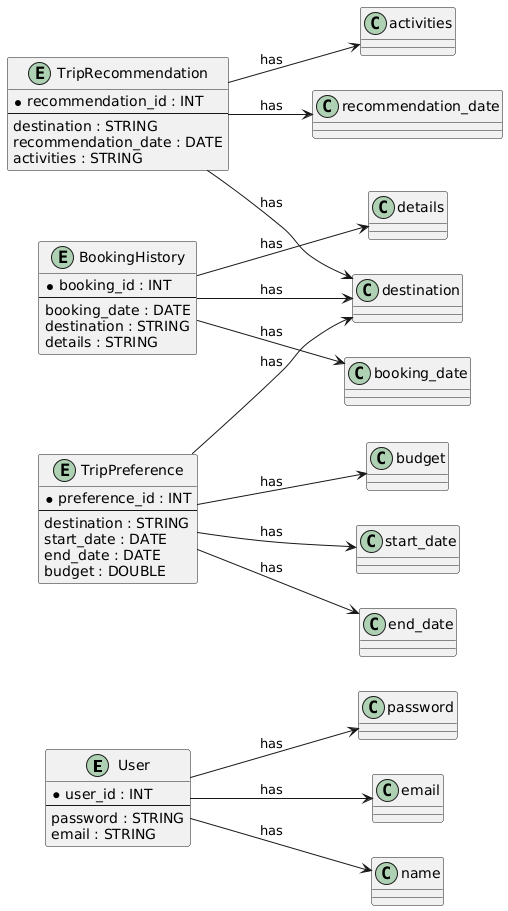 C activities
E TripRecommendation
has
* recommendation_id : INT
has
C recommendation_date
destination : STRING
recommendation_date : DATE
activities : STRING
has
C details
E BookingHistory
has
* booking_id : INT
has
C destination
booking_date : DATE
destination : STRING
details : STRING
has
has
C booking_date
E TripPreference
C budget
* preference_id : INT
has
destination : STRING
start_date : DATE
end_date : DATE
budget : DOUBLE
has
C start_date
has
C end_date
C password
E User
has
* user_id : INT
has
C email
password : STRING
email : STRING
has
C name